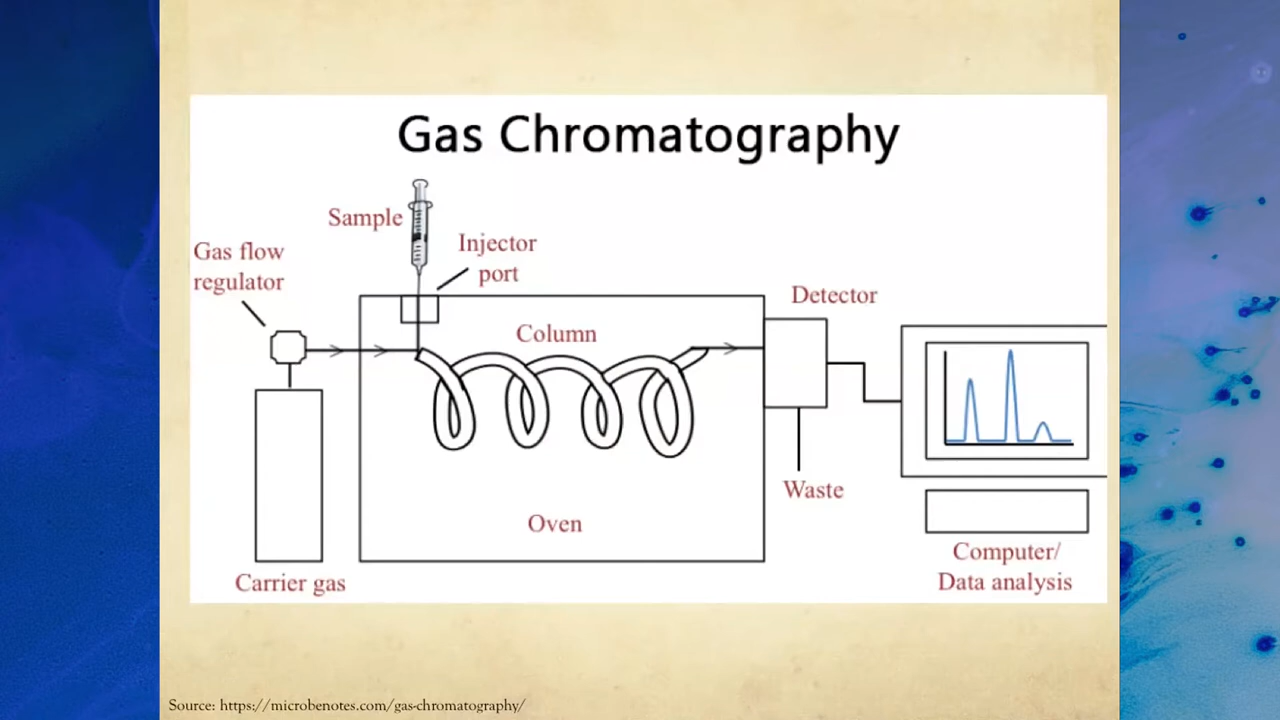 Gas Chromatography
Sample
Injector
port
Gas flow
regulator
Detector
Column
Waste
Oven
Computer/
Data analysis
Carrier gas
Source: https://microbenotes.com/gas-chromatography/